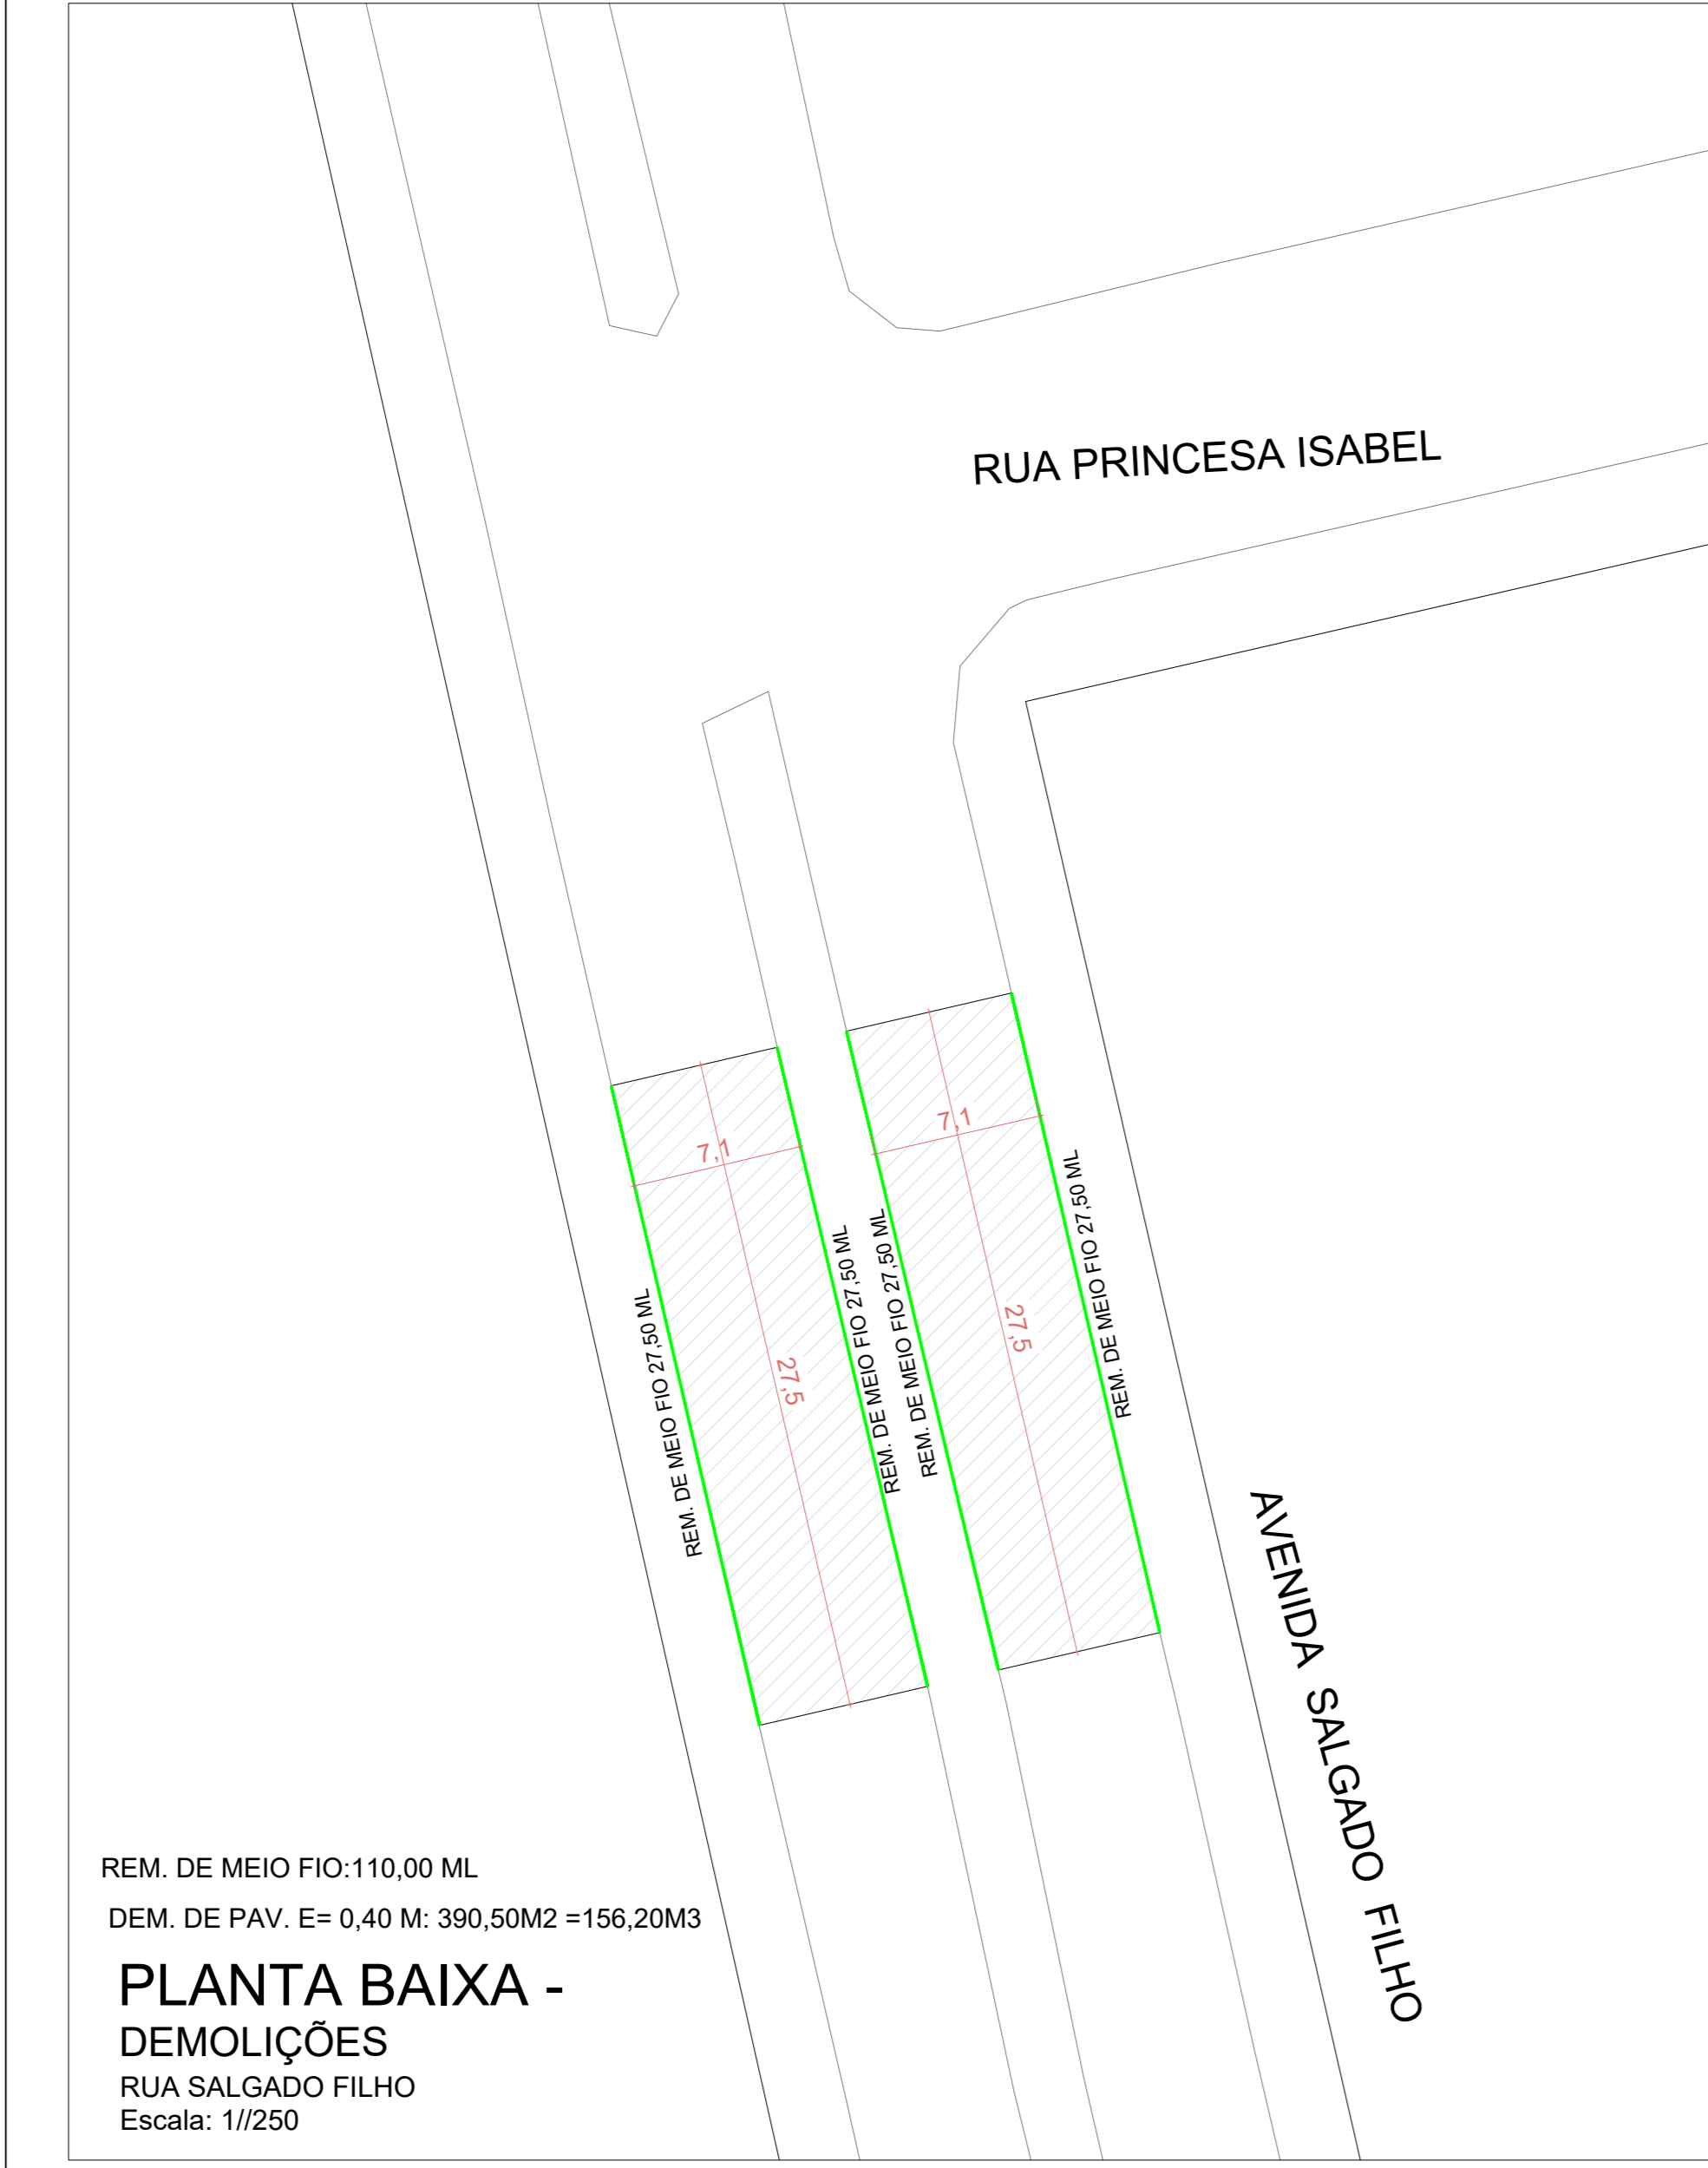 RUA PRINCESA ISABEL
7,1
7,1
REM. DE MEIO FIO 27,50 ML
REM. DE MEIO FIO 27,50 ML
REM. DE MEIO FIO 27,50 ML
REM. DE MEIO FIO 27,50 ML
27,5
27,5
AVENIDA SALGADO FILHO
REM. DE MEIO FIO:110,00 ML
DEM. DE PAV. E= 0,40 M: 390,50M2 =156,20M3
PLANTA BAIXA -
DEMOLIÇÕES
RUA SALGADO FILHO
Escala: 1//250